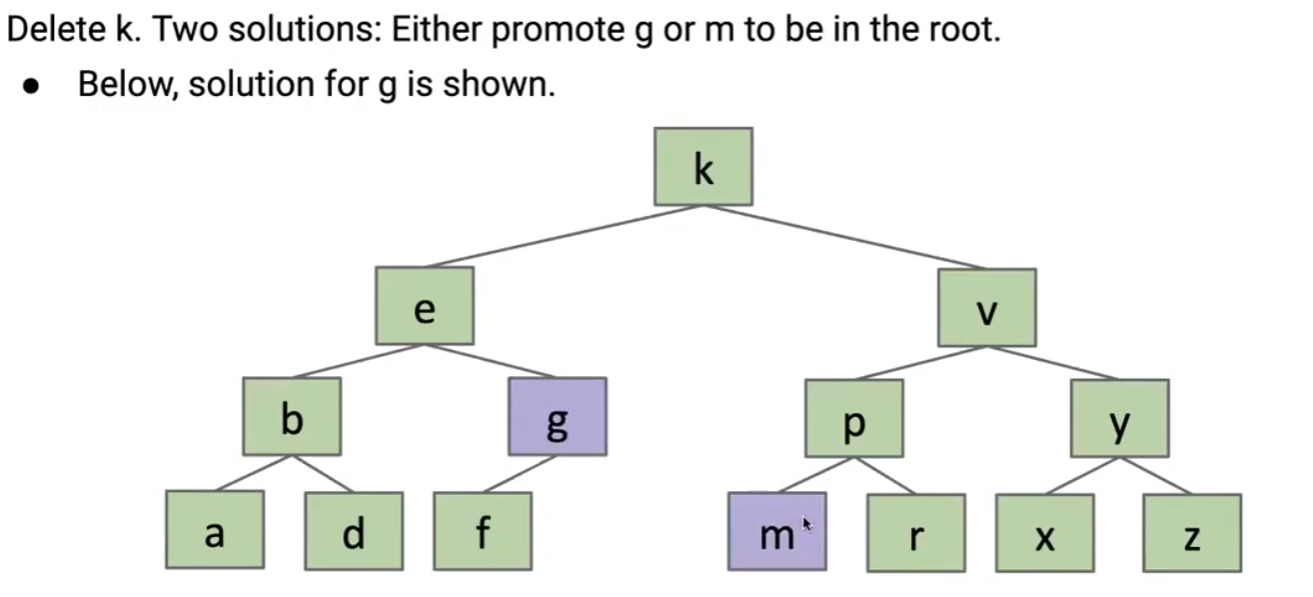 Delete k. Two solutions: Either promote g or m to be in the root.
● Below, solution for g is shown.
k
e v
b g p y
a d f m r x z